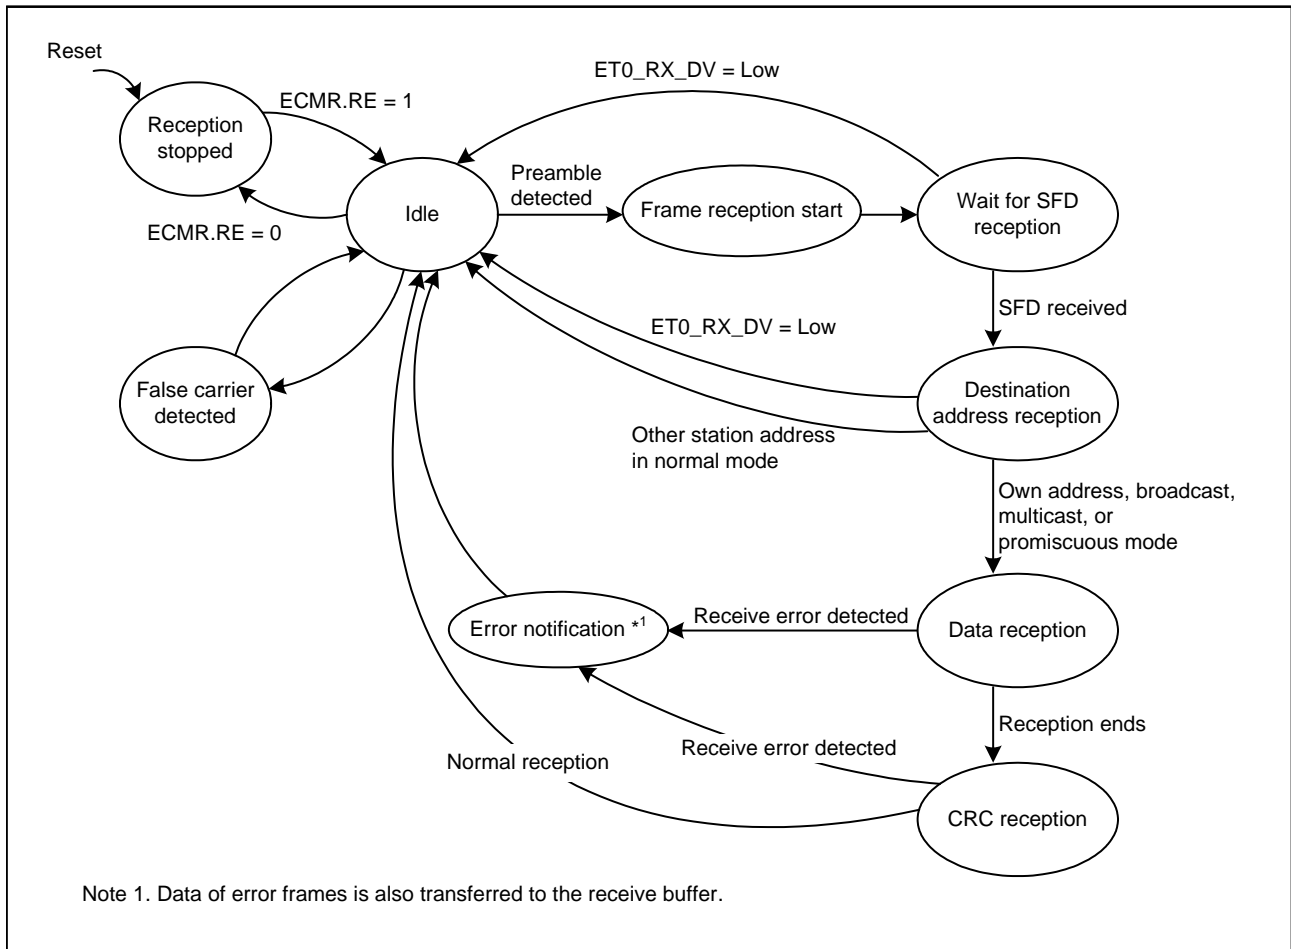 Reset
ET0_RX_DV = Low
ECMR.RE = 1
Reception
stopped
Preamble
detected
Idle
Frame reception start
Wait for SFD
reception
ECMR.RE = 0
SFD received
ET0_RX_DV = Low
False carrier
detected
Destination
address reception
Other station address
in normal mode
Own address, broadcast,
multicast, or
promiscuous mode
Receive error detected
Error notification *1
Data reception
Reception ends
Receive error detected
Normal reception
CRC reception
Note 1. Data of error frames is also transferred to the receive buffer.